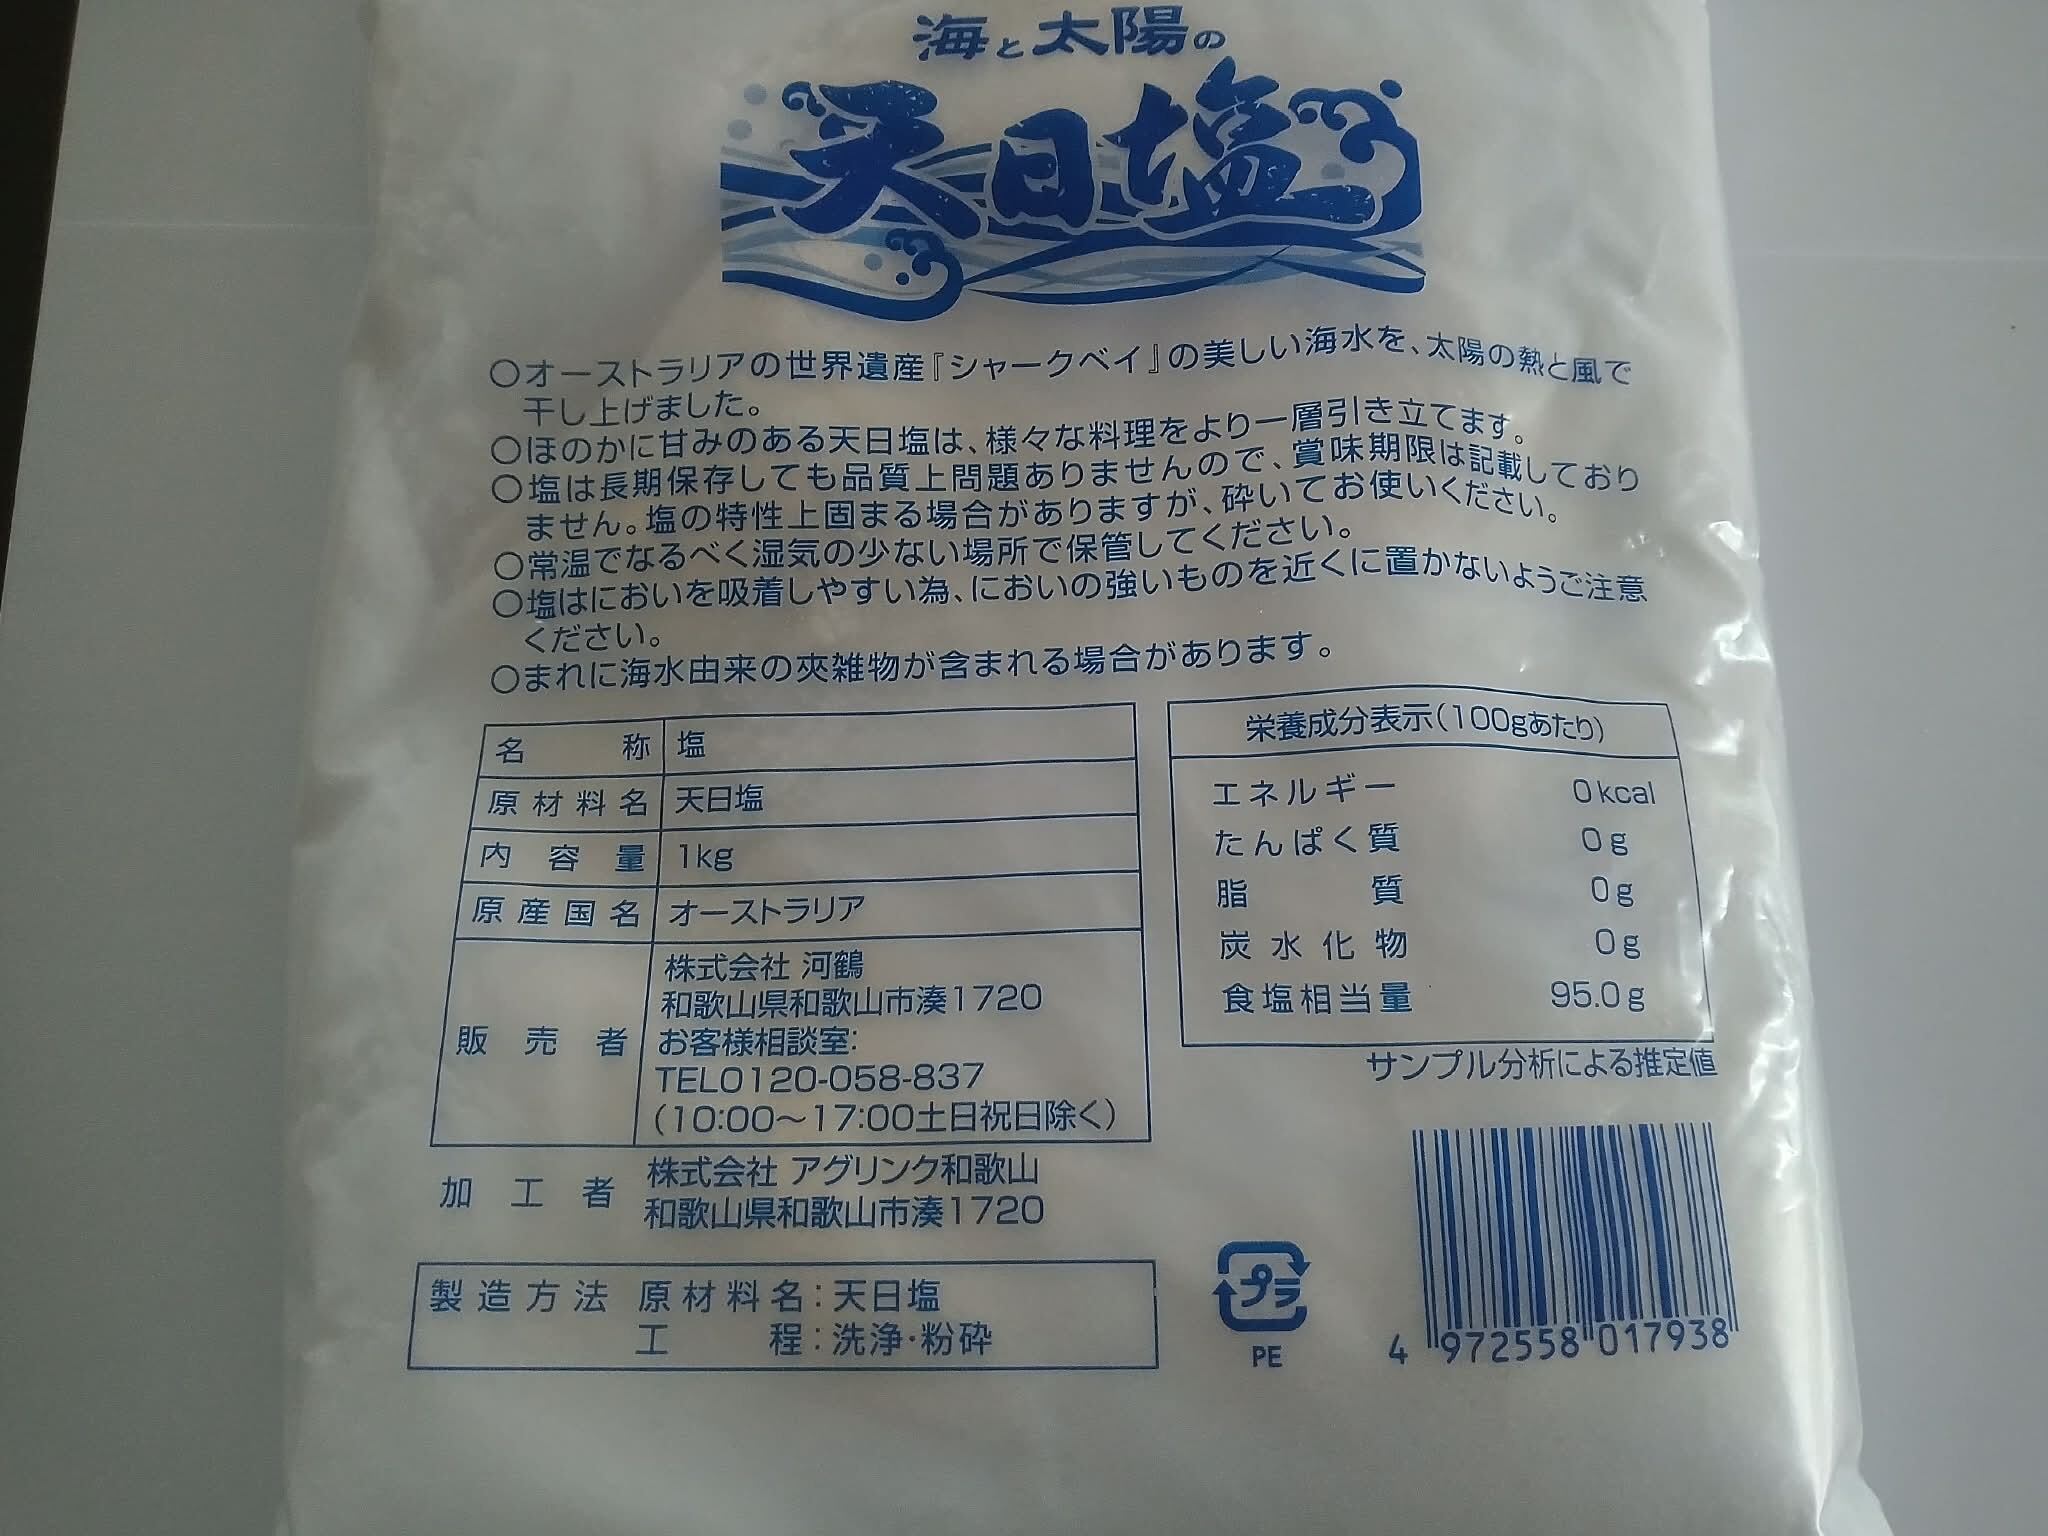 海と太陽の
天日塩
○オーストラリアの世界遺産『シャークベイ』の美しい海水を、太陽の熱と風で
干し上げました。
○ほのかに甘みのある天日塩は、様々な料理をより一層引き立てます。
○塩は長期保存しても品質上問題ありませんので、賞味期限は記載しており
ません。塩の特性上固まる場合がありますが、砕いてお使いください。
○常温でなるべく湿気の少ない場所で保管してください。
○塩はにおいを吸着しやすい為、においの強いものを近くに置かないようご注意
ください。
○まれに海水由来の夾雑物が含まれる場合があります。
名称 塩
原材料名 天日塩
内容量 1kg
原産国名 オーストラリア
販売者 株式会社 河鶴
和歌山県和歌山市湊1720
お客様相談室:
TEL0120-058-837
(10:00～17:00土日祝日除く)
加工者 株式会社 アグリンク和歌山
和歌山県和歌山市湊1720
製造方法 原材料名:天日塩
工程:洗浄・粉砕
栄養成分表示(100gあたり)
エネルギー 0kcal
たんぱく質 0g
脂質 0g
炭水化物 0g
食塩相当量 95.0g
サンプル分析による推定値
プラ
PE
4 972558 017938